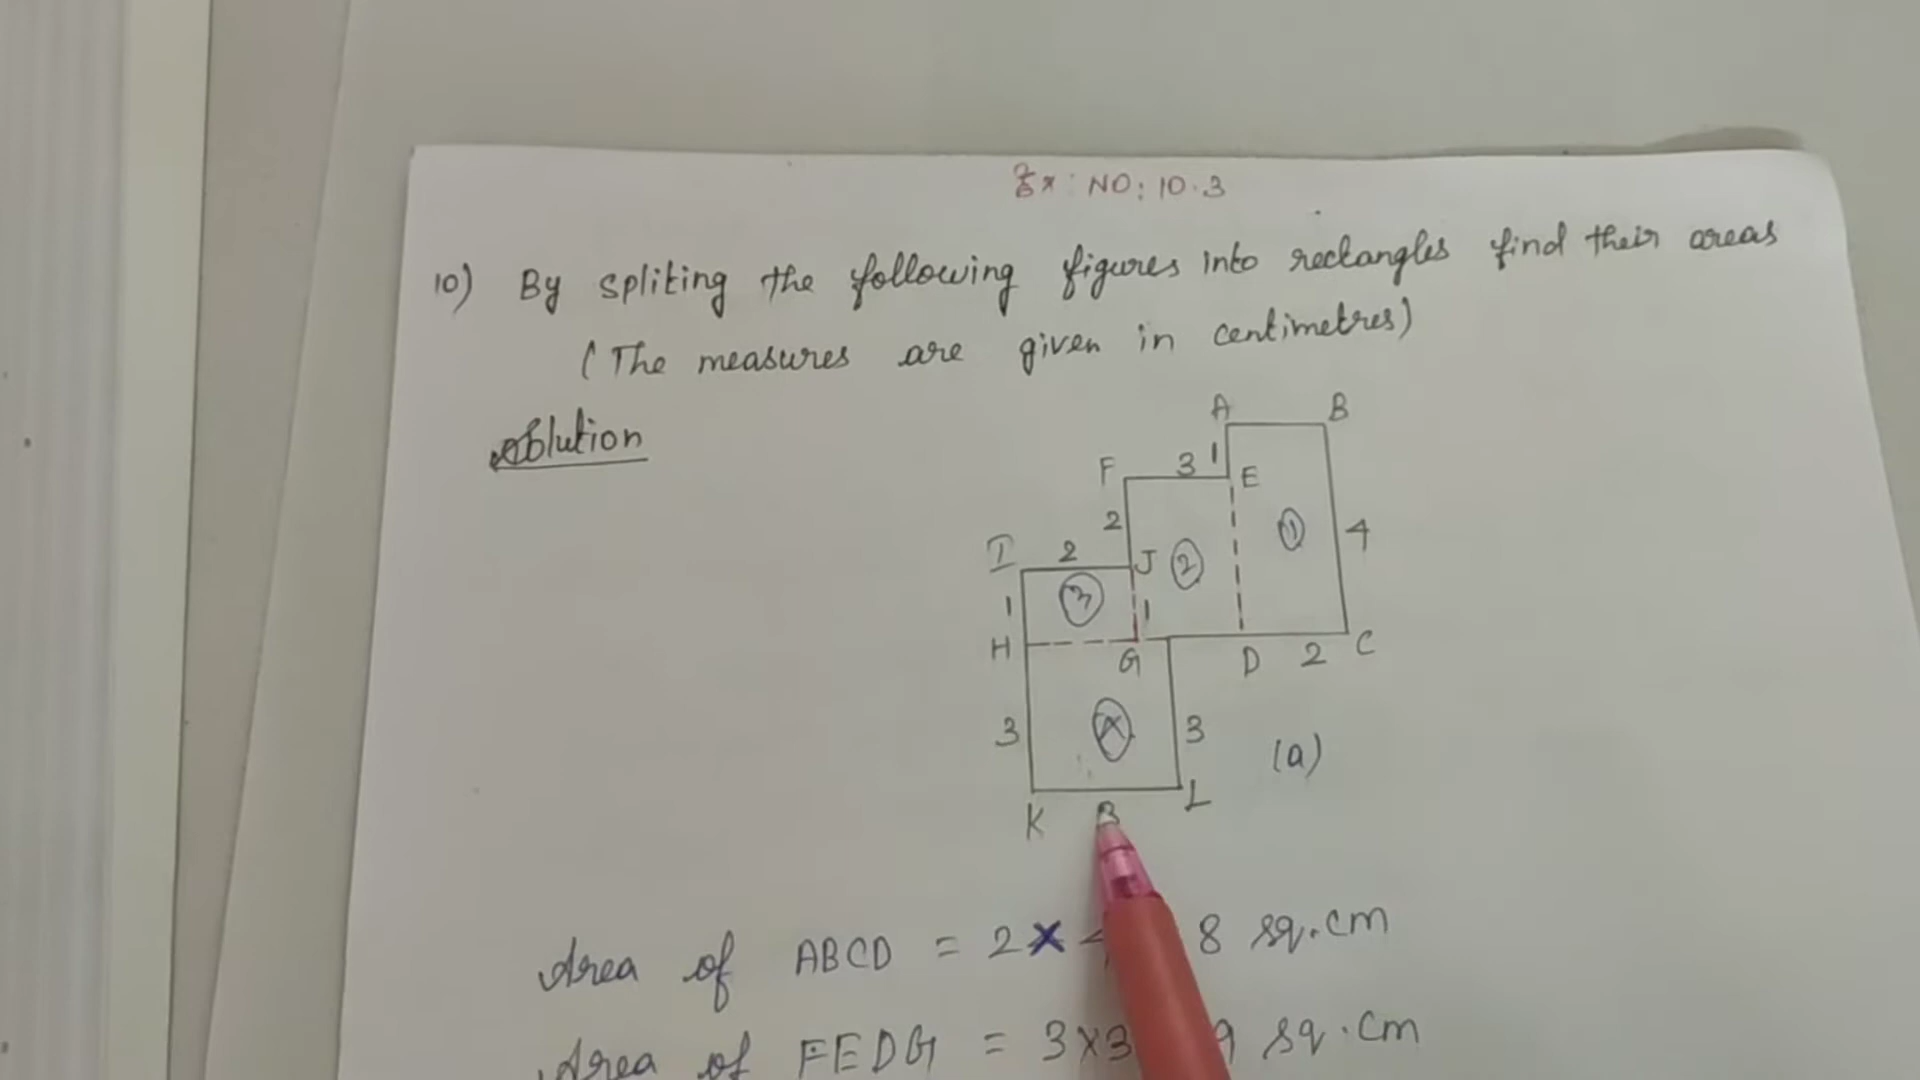 Ex: NO: 10.3
10) By spliting the following figures into rectangles find their areas
(The measures are given in centimetres)
Solution
A B
F 3 1 E
2
I 2 J 2 1 4
1 3 1
H G D 2 C
3 3 (a)
K 3 L
Area of ABCD = 2 × 8 sq.cm
Area of FEDG = 3×3 9 sq.cm